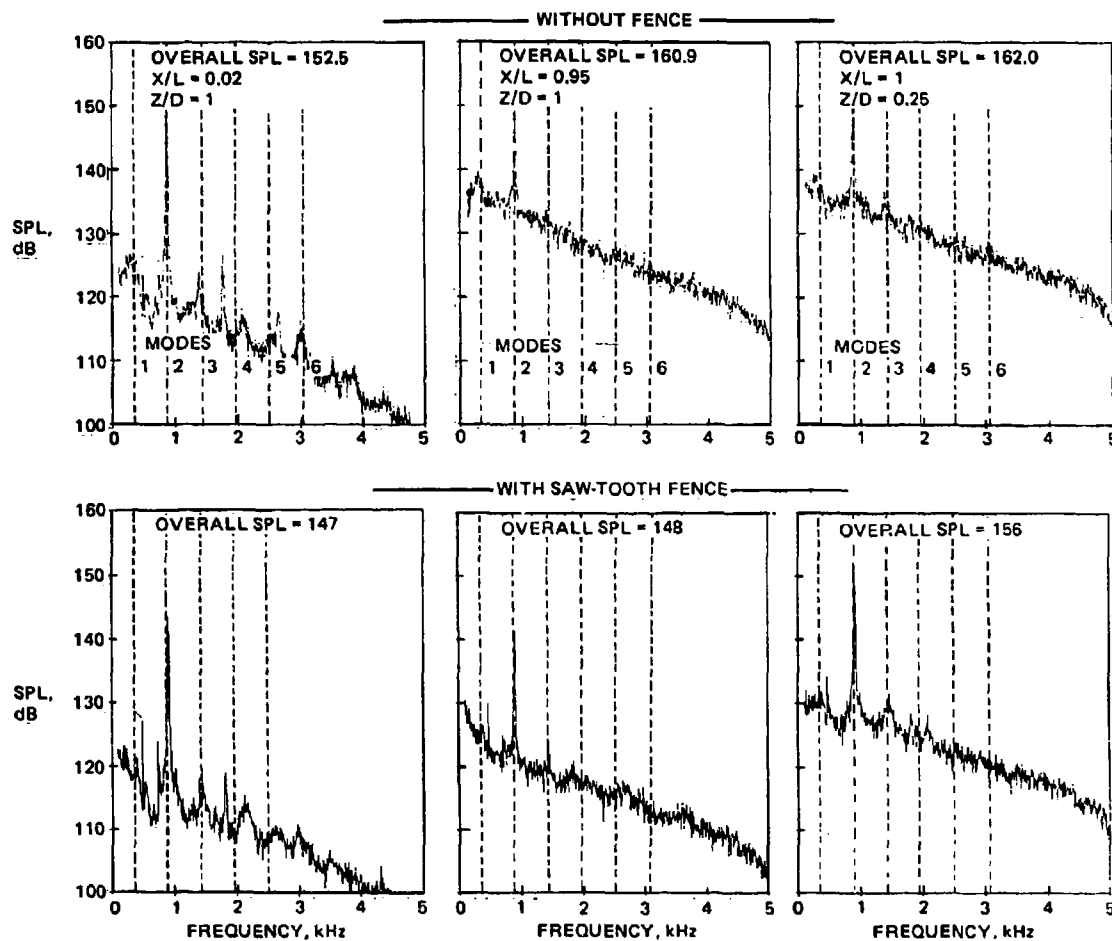 WITHOUT FENCE
160
150
140
130
120
110
100
SPL,
dB
OVERALL SPL = 152.5
X/L = 0.02
Z/D = 1
MODES
1 2 3 4 5 6
0 1 2 3 4 5
OVERALL SPL = 160.9
X/L = 0.95
Z/D = 1
MODES
1 2 3 4 5 6
0 1 2 3 4 5
OVERALL SPL = 162.0
X/L = 1
Z/D = 0.25
MODES
1 2 3 4 5 6
0 1 2 3 4 5
WITH SAW-TOOTH FENCE
160
150
140
130
120
110
100
SPL,
dB
OVERALL SPL = 147
0 1 2 3 4 5
FREQUENCY, kHz
OVERALL SPL = 148
0 1 2 3 4 5
FREQUENCY, kHz
OVERALL SPL = 156
0 1 2 3 4 5
FREQUENCY, kHz